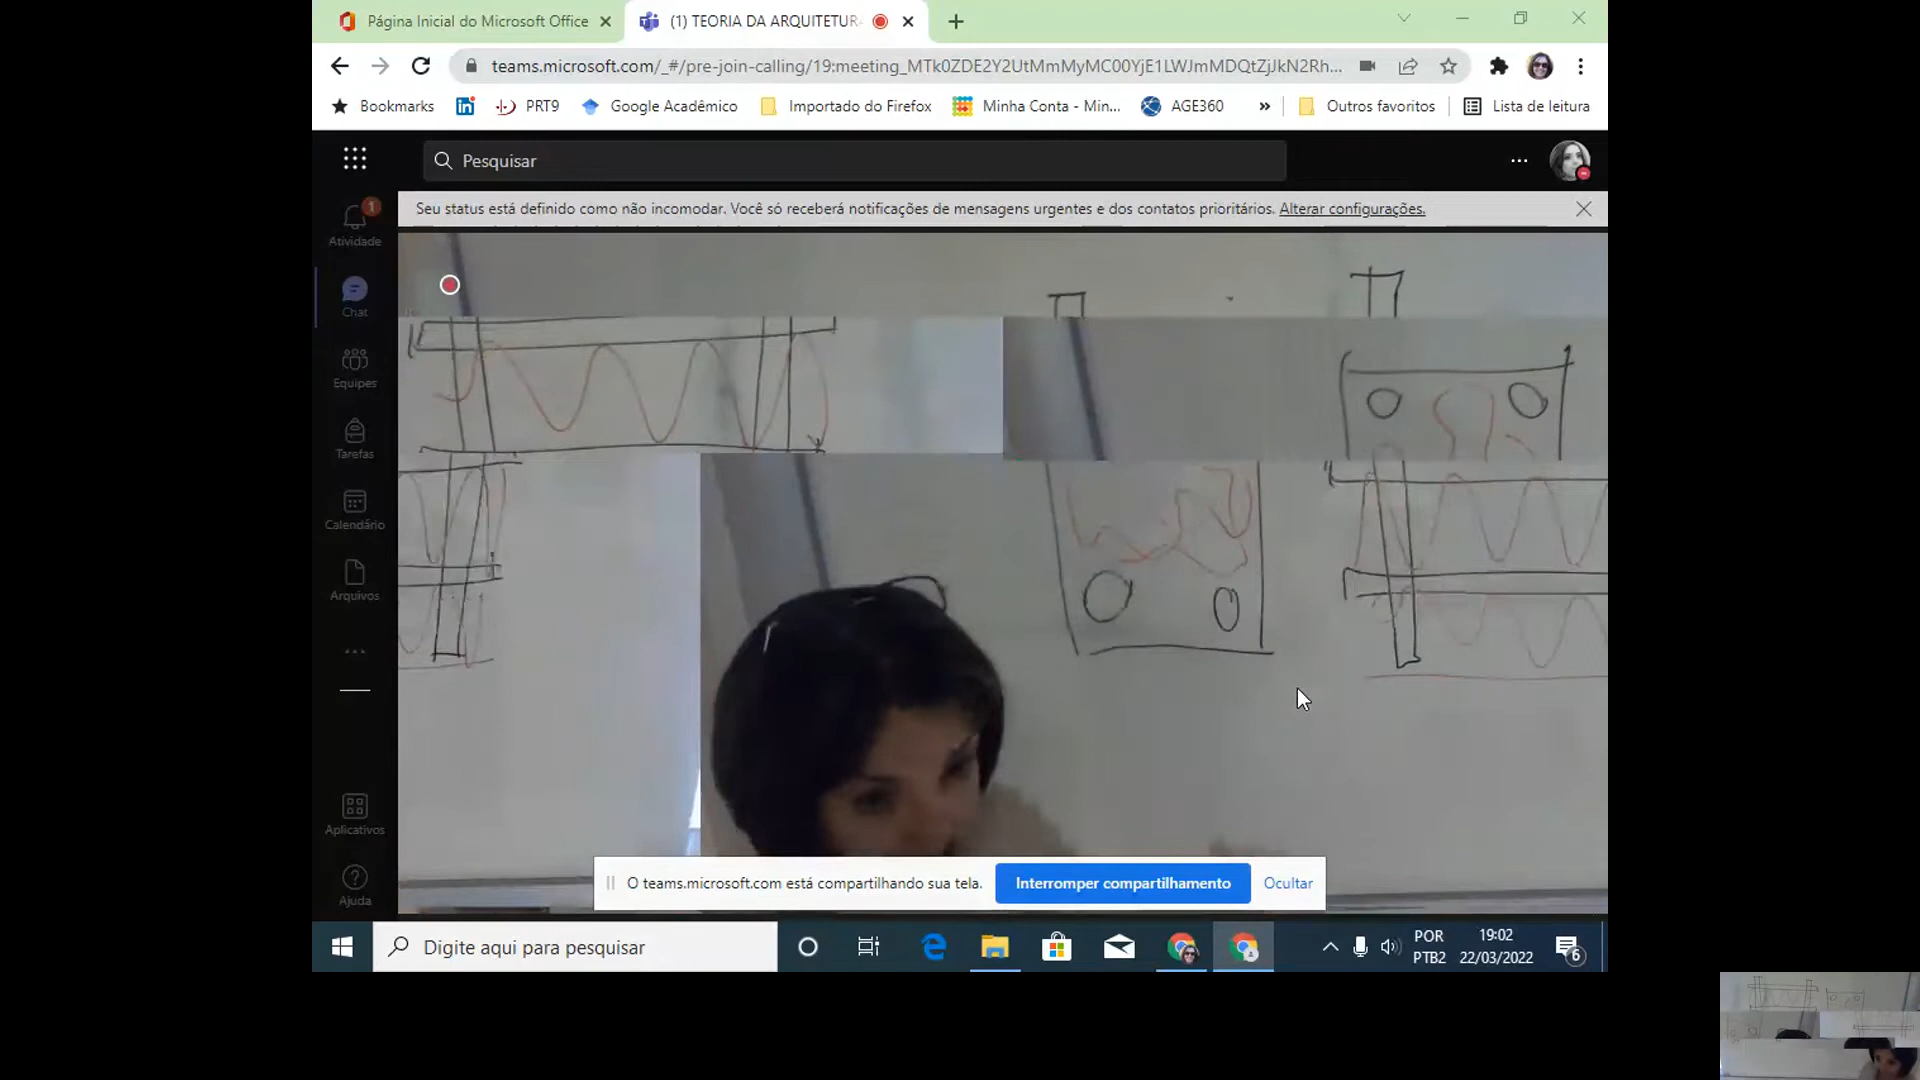 Página Inicial do Microsoft Office
(1) TEORIA DA ARQUITETUR
teams.microsoft.com/_#/pre-join-calling/19:meeting_MTk0ZDE2Y2UtMmMyMC00YjE1LWJmMDQtZjJkN2Rh...
Bookmarks PRT9 Google Acadêmico Importado do Firefox Minha Conta - Min... AGE360 » Outros favoritos Lista de leitura
Pesquisar
Seu status está definido como não incomodar. Você só receberá notificações de mensagens urgentes e dos contatos prioritários. Alterar configurações.
1
Atividade
Chat
Equipes
Tarefas
Calendário
Arquivos
Aplicativos
Ajuda
O teams.microsoft.com está compartilhando sua tela. Interromper compartilhamento Ocultar
Digite aqui para pesquisar
POR
PTB2
19:02
22/03/2022
6